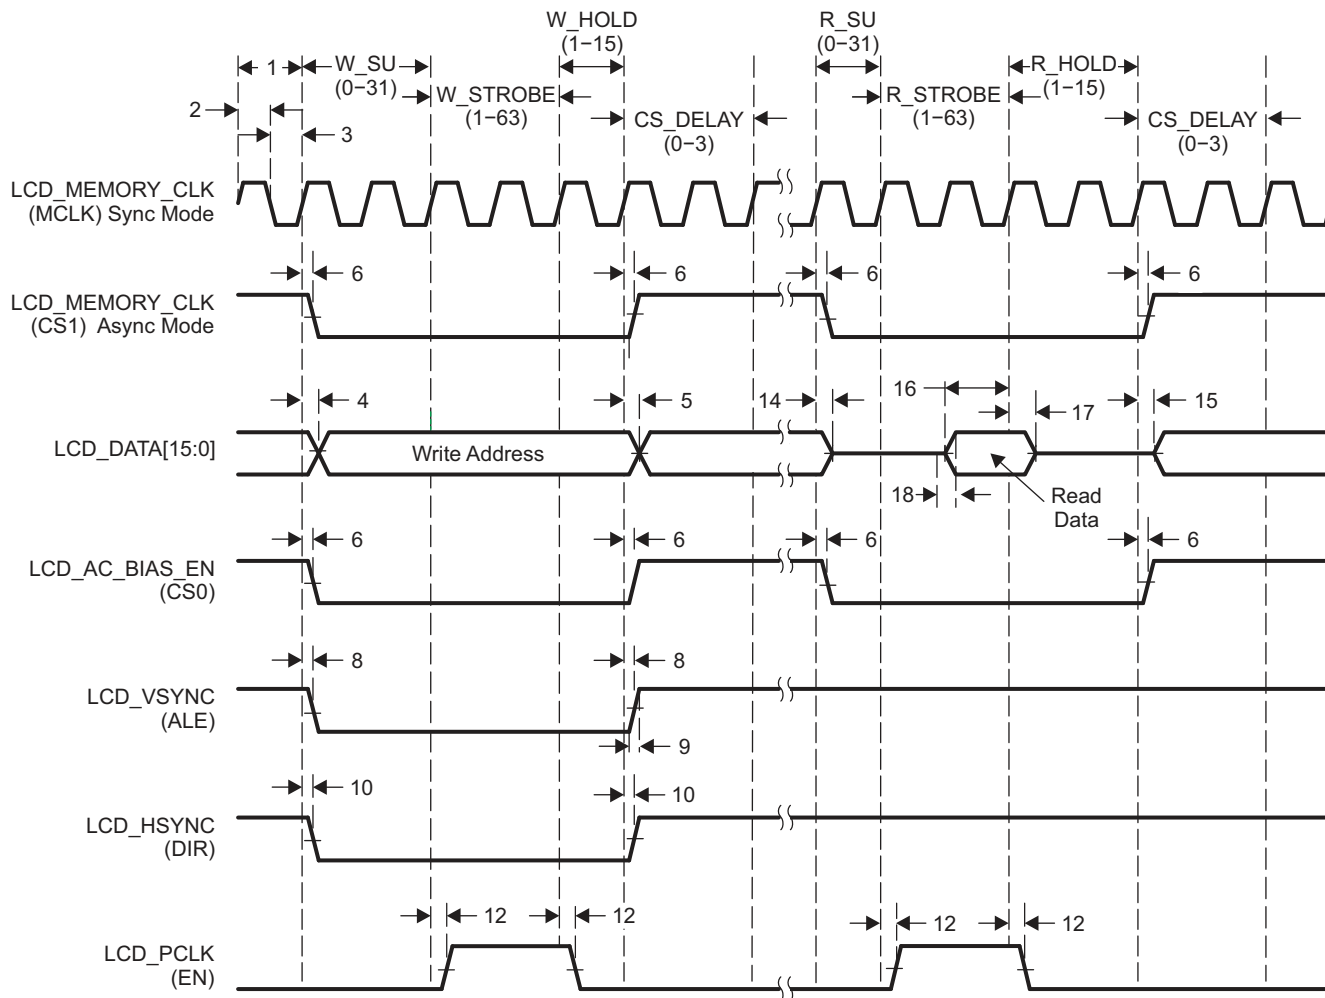 W_HOLD
(1−15)
R_SU
(0−31)
1
W_SU
(0−31)
R_HOLD
(1−15)
2
W_STROBE
(1−63)
R_STROBE
(1−63)
3
CS_DELAY
(0−3)
CS_DELAY
(0−3)
LCD_MEMORY_CLK
(MCLK) Sync Mode
6
6
6
6
LCD_MEMORY_CLK
(CS1) Async Mode
4
5
14
16
17
15
LCD_DATA[15:0]
Write Address
18
Read
Data
6
6
6
6
LCD_AC_BIAS_EN
(CS0)
8
8
LCD_VSYNC
(ALE)
9
10
10
LCD_HSYNC
(DIR)
12
12
12
12
LCD_PCLK
(EN)